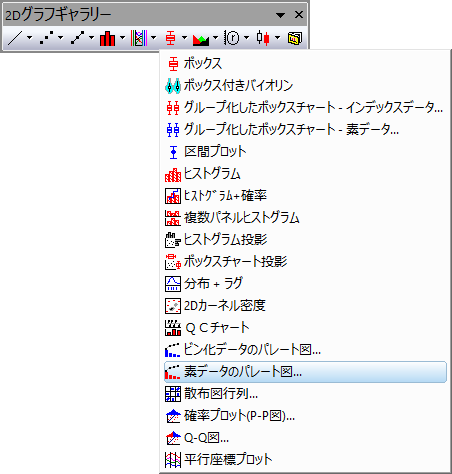 2Dグラフギャラリー
ボックス
ボックス付きバイオリン
グループ化したボックスチャート - インデックスデータ...
グループ化したボックスチャート - 素データ...
区間プロット
ヒストグラム
ﾋｽﾄｸﾞﾗﾑ+確率
複数パネルヒストグラム
ヒストグラム投影
ボックスチャート投影
分布 + ラグ
2Dカーネル密度
ＱＣチャート
ビン化データのパレート図...
素データのパレート図...
散布図行列...
確率プロット(P-P図)...
Q-Q図...
平行座標プロット